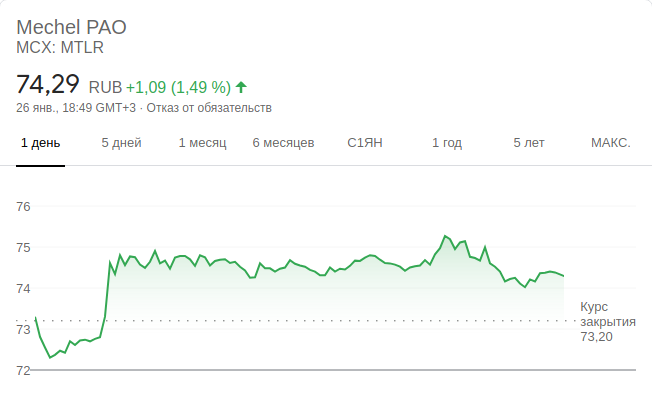 Mechel PAO
MCX: MTLR
74,29 RUB +1,09 (1,49 %)
26 янв., 18:49 GMT+3 · Отказ от обязательств
1 день 5 дней 1 месяц 6 месяцев С1ЯН 1 год 5 лет МАКС.
76
75
74
73
72
Курс
закрытия
73,20